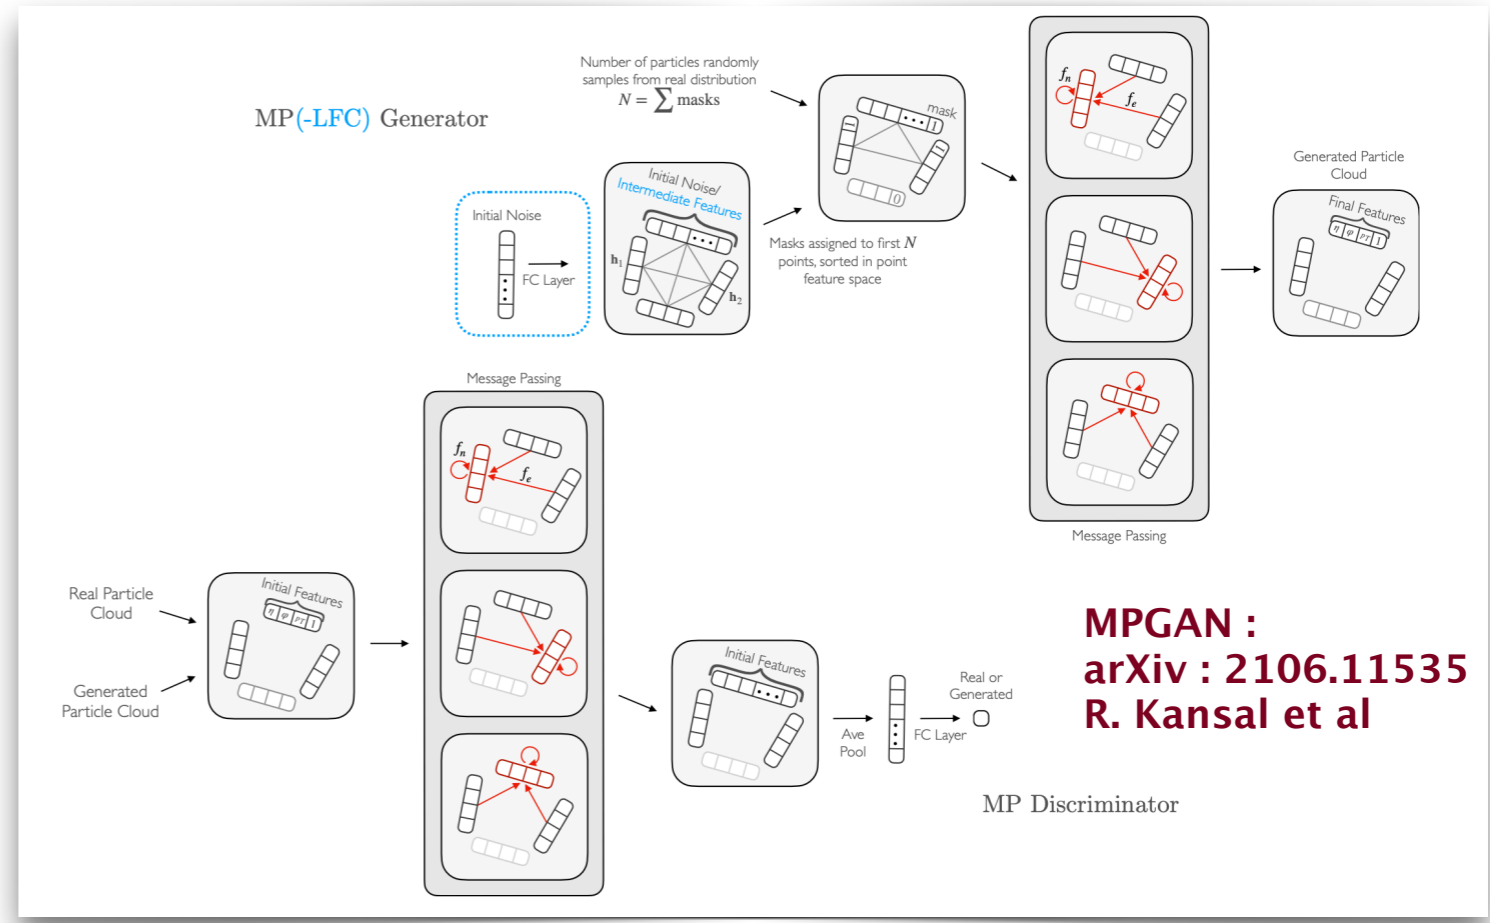 Number of particles randomly
samples from real distribution
N = ∑ masks
MP(-LFC) Generator
mask
1
1
1
0
Initial Noise
FC Layer
Initial Noise/
Intermediate Features
h₁
h₂
Masks assigned to first N
points, sorted in point
feature space
fₙ
fₑ
Message Passing
Generated Particle
Cloud
Final Features
η φ PT 1
Message Passing
fₙ
fₑ
Real Particle
Cloud
Generated
Particle Cloud
Initial Features
η φ PT 1
Initial Features
Ave
Pool
FC Layer
Real or
Generated
MP Discriminator
MPGAN :
arXiv : 2106.11535
R. Kansal et al